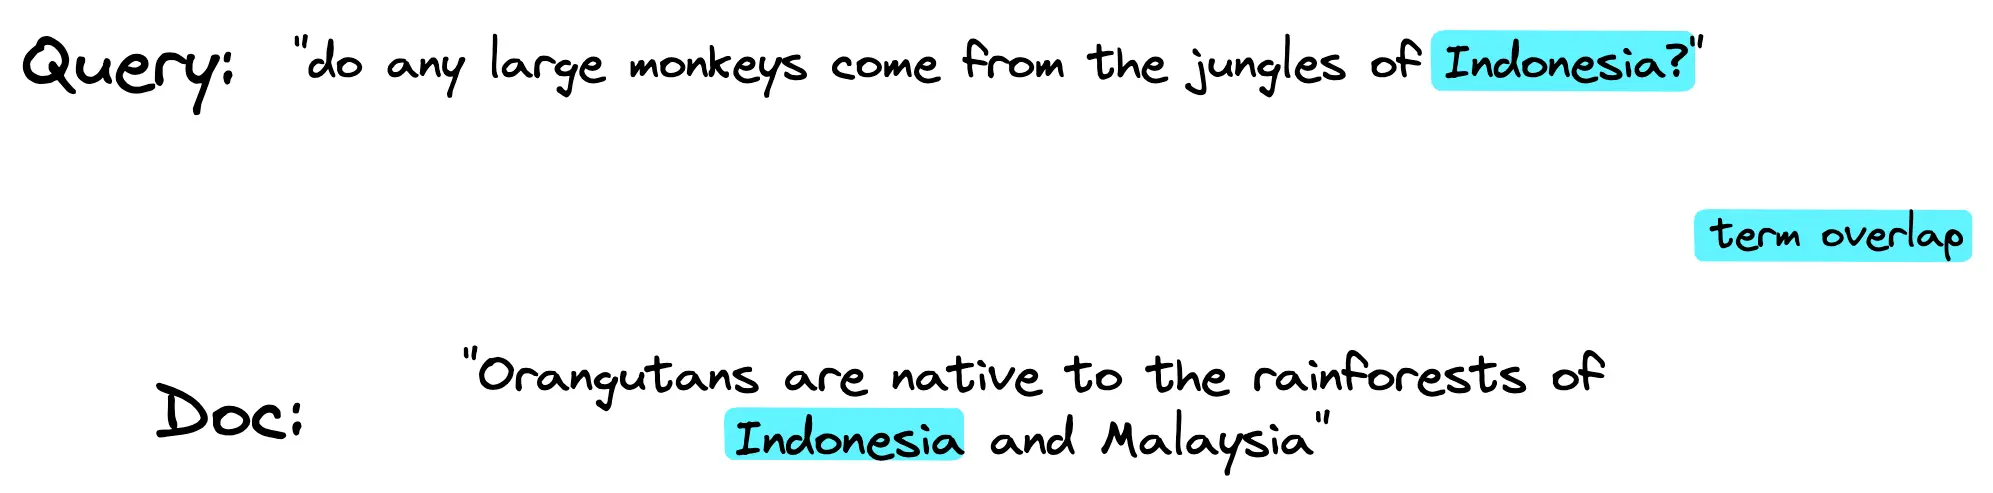 Query: "do any large monkeys come from the jungles of Indonesia?"
term overlap
Doc: "Orangutans are native to the rainforests of
Indonesia and Malaysia"